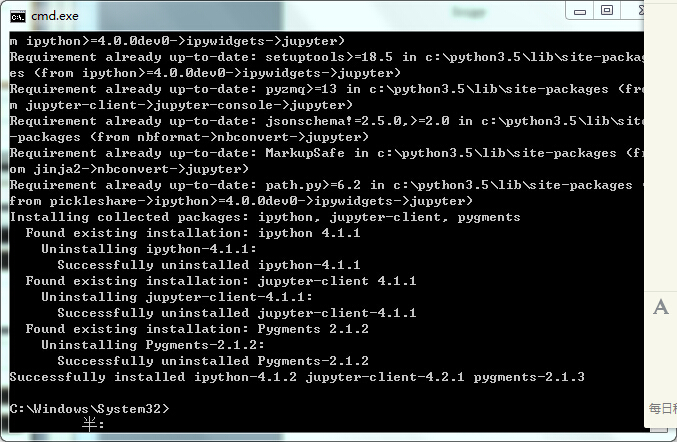 cmd.exe
m ipython>=4.0.0dev0->ipywidgets->jupyter)
Requirement already up-to-date: setuptools>=18.5 in c:\python3.5\lib\site-packag
es (from ipython>=4.0.0dev0->ipywidgets->jupyter)
Requirement already up-to-date: pyzmq>=13 in c:\python3.5\lib\site-packages (fro
m jupyter-client->jupyter-console->jupyter)
Requirement already up-to-date: jsonschema!=2.5.0,>=2.0 in c:\python3.5\lib\site
-packages (from nbformat->nbconvert->jupyter)
Requirement already up-to-date: MarkupSafe in c:\python3.5\lib\site-packages (fr
om jinja2->nbconvert->jupyter)
Requirement already up-to-date: path.py>=6.2 in c:\python3.5\lib\site-packages (
from pickleshare->ipython>=4.0.0dev0->ipywidgets->jupyter)
Installing collected packages: ipython, jupyter-client, pygments
  Found existing installation: ipython 4.1.1
    Uninstalling ipython-4.1.1:
      Successfully uninstalled ipython-4.1.1
  Found existing installation: jupyter-client 4.1.1
    Uninstalling jupyter-client-4.1.1:
      Successfully uninstalled jupyter-client-4.1.1
  Found existing installation: Pygments 2.1.2
    Uninstalling Pygments-2.1.2:
      Successfully uninstalled Pygments-2.1.2
Successfully installed ipython-4.1.2 jupyter-client-4.2.1 pygments-2.1.3
C:\Windows\System32>
半:
A
每日